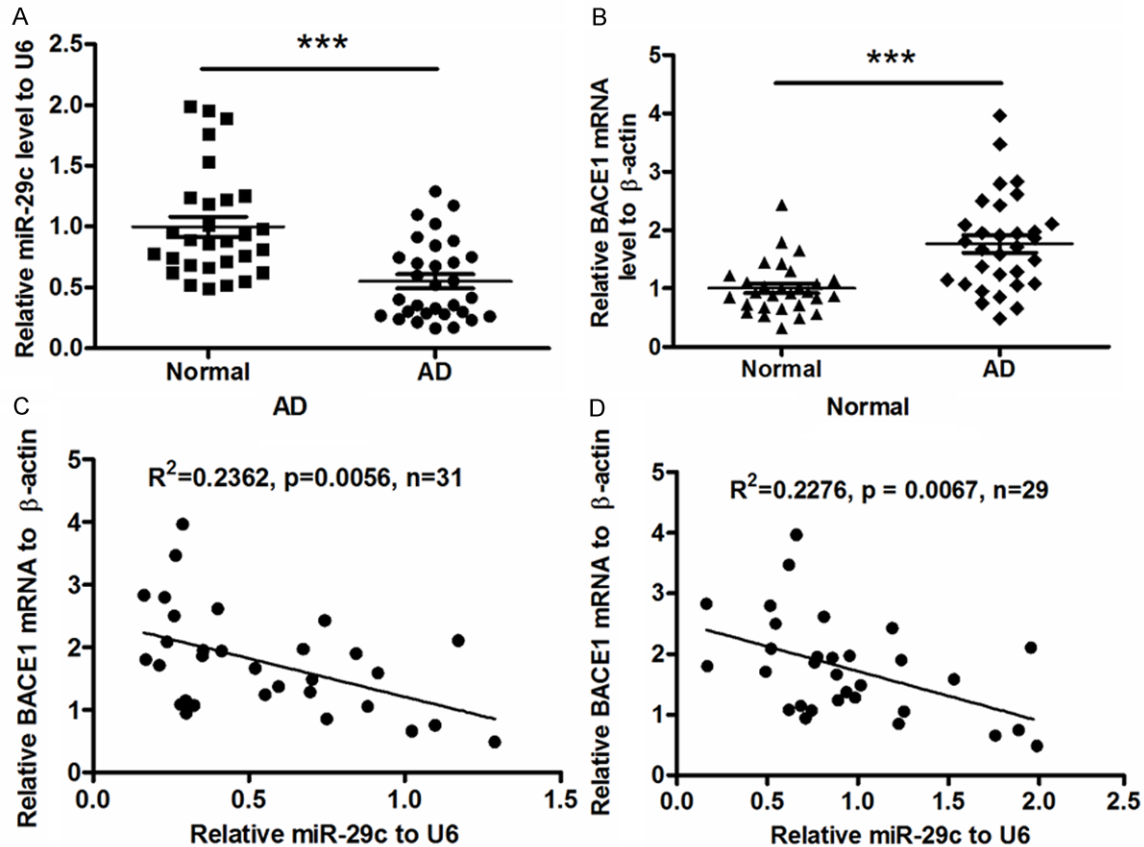 A
Relative miR-29c level to U6
2.5
2.0
1.5
1.0
0.5
0.0
***
Normal
AD
B
Relative BACE1 mRNA
level to β-actin
5
4
3
2
1
0
***
Normal
AD
C
AD
Relative BACE1 mRNA to β-actin
5
4
3
2
1
0
R²=0.2362, p=0.0056, n=31
0.0
0.5
1.0
1.5
Relative miR-29c to U6
D
Normal
Relative BACE1 mRNA to β-actin
5
4
3
2
1
0
R²=0.2276, p = 0.0067, n=29
0.0
0.5
1.0
1.5
2.0
2.5
Relative miR-29c to U6